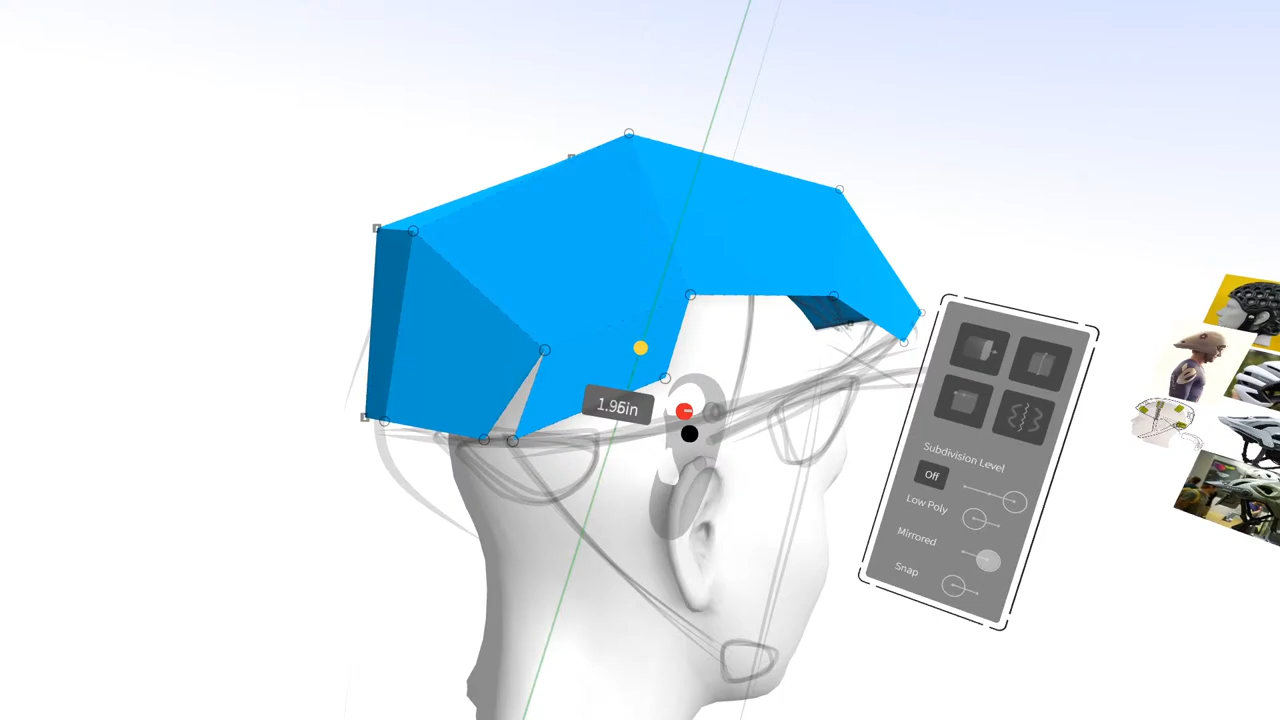 1.96in
Subdivision Level
Off
Low Poly
Mirrored
Snap